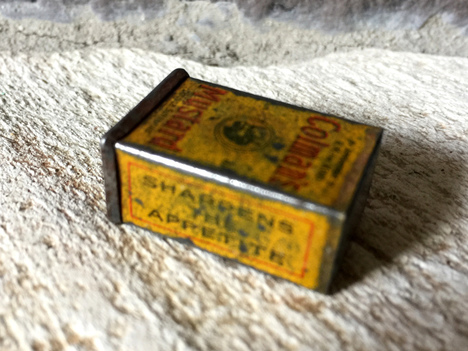 Colman's
Mustard
SHARPENS
THE
APPETITE